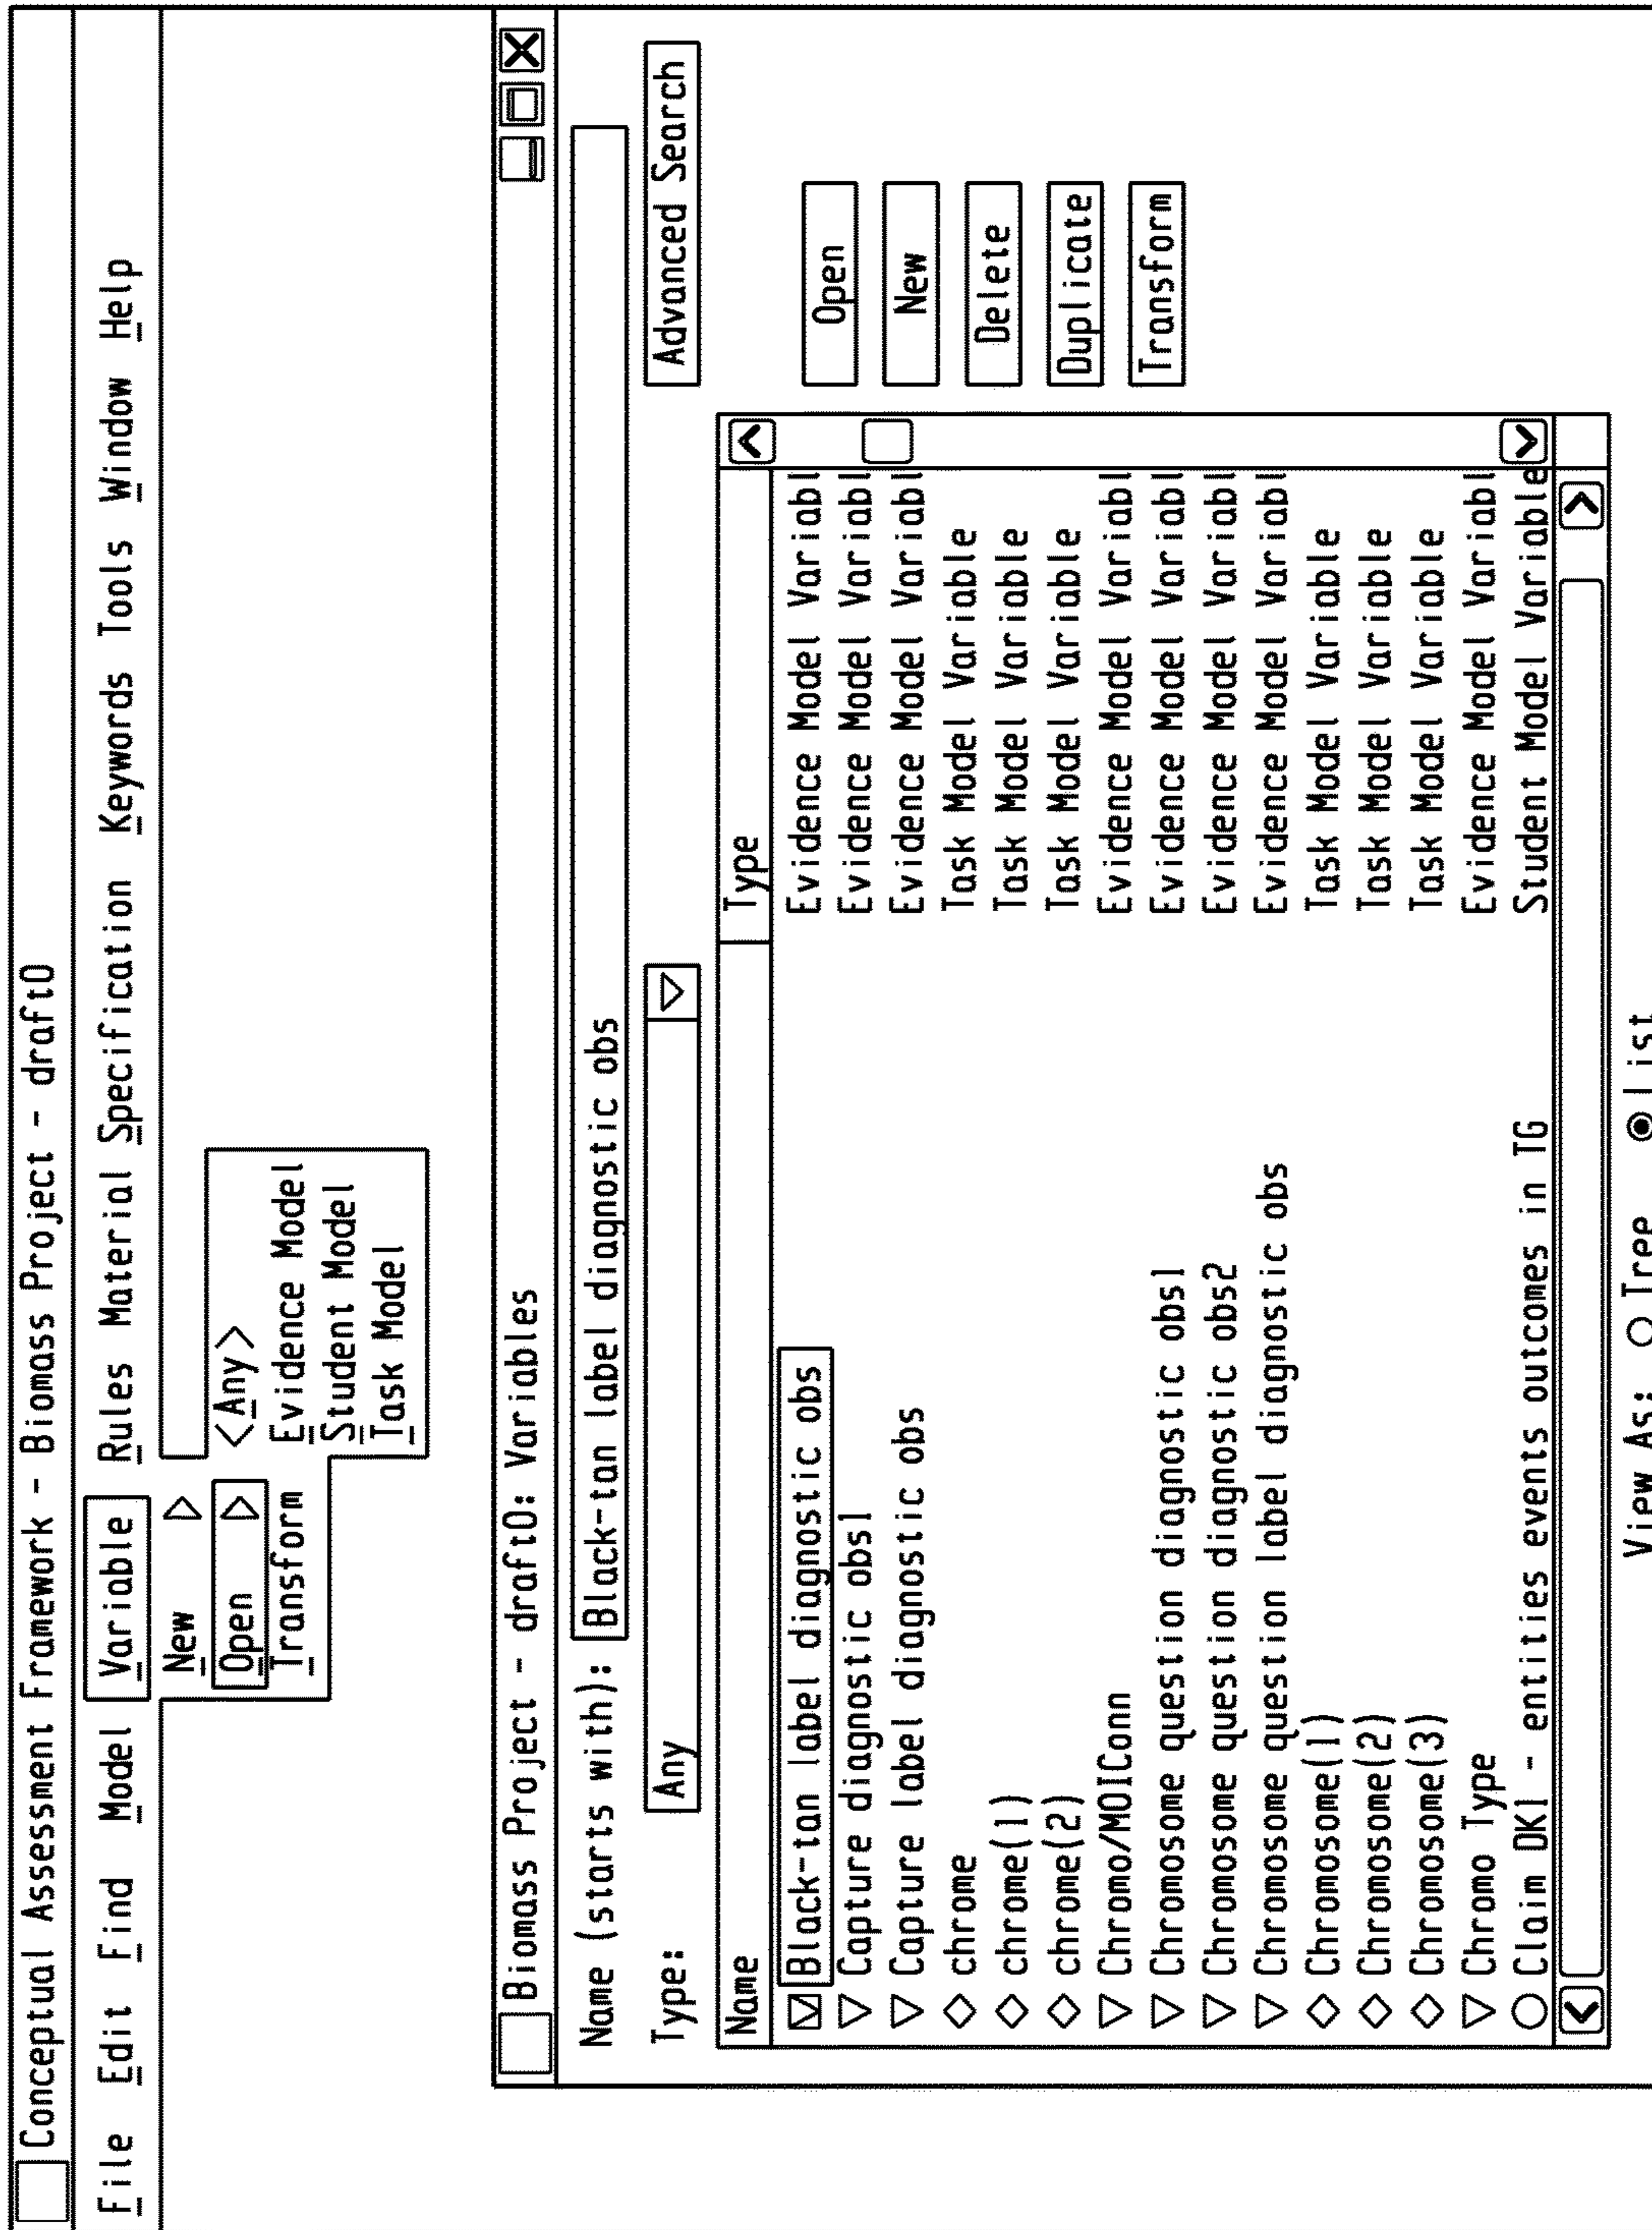 Conceptual Assessment Framework - Biomass Project - draft0
File Edit Find Model Variable Rules Material Specification Keywords Tools Window Help
New
Open
Transform
<Any>
Evidence Model
Student Model
Task Model
Biomass Project - draft0: Variables
Name (starts with): Black-tan label diagnostic obs
Type: Any Advanced Search
Name Type
Black-tan label diagnostic obs Evidence Model Variabl
Capture diagnostic obs1 Evidence Model Variabl
Capture label diagnostic obs Evidence Model Variabl
chrome Task Model Variable
chrome(1) Task Model Variable
chrome(2) Task Model Variable
Chromo/MOIConn Evidence Model Variabl
Chromosome question diagnostic obs1 Evidence Model Variabl
Chromosome question diagnostic obs2 Evidence Model Variabl
Chromosome question label diagnostic obs Evidence Model Variabl
Chromosome(1) Task Model Variable
Chromosome(2) Task Model Variable
Chromosome(3) Task Model Variable
Chromo Type Evidence Model Variabl
Claim DK1 - entities events outcomes in TG Student Model Variable
Open
New
Delete
Duplicate
Transform
View As: Tree List